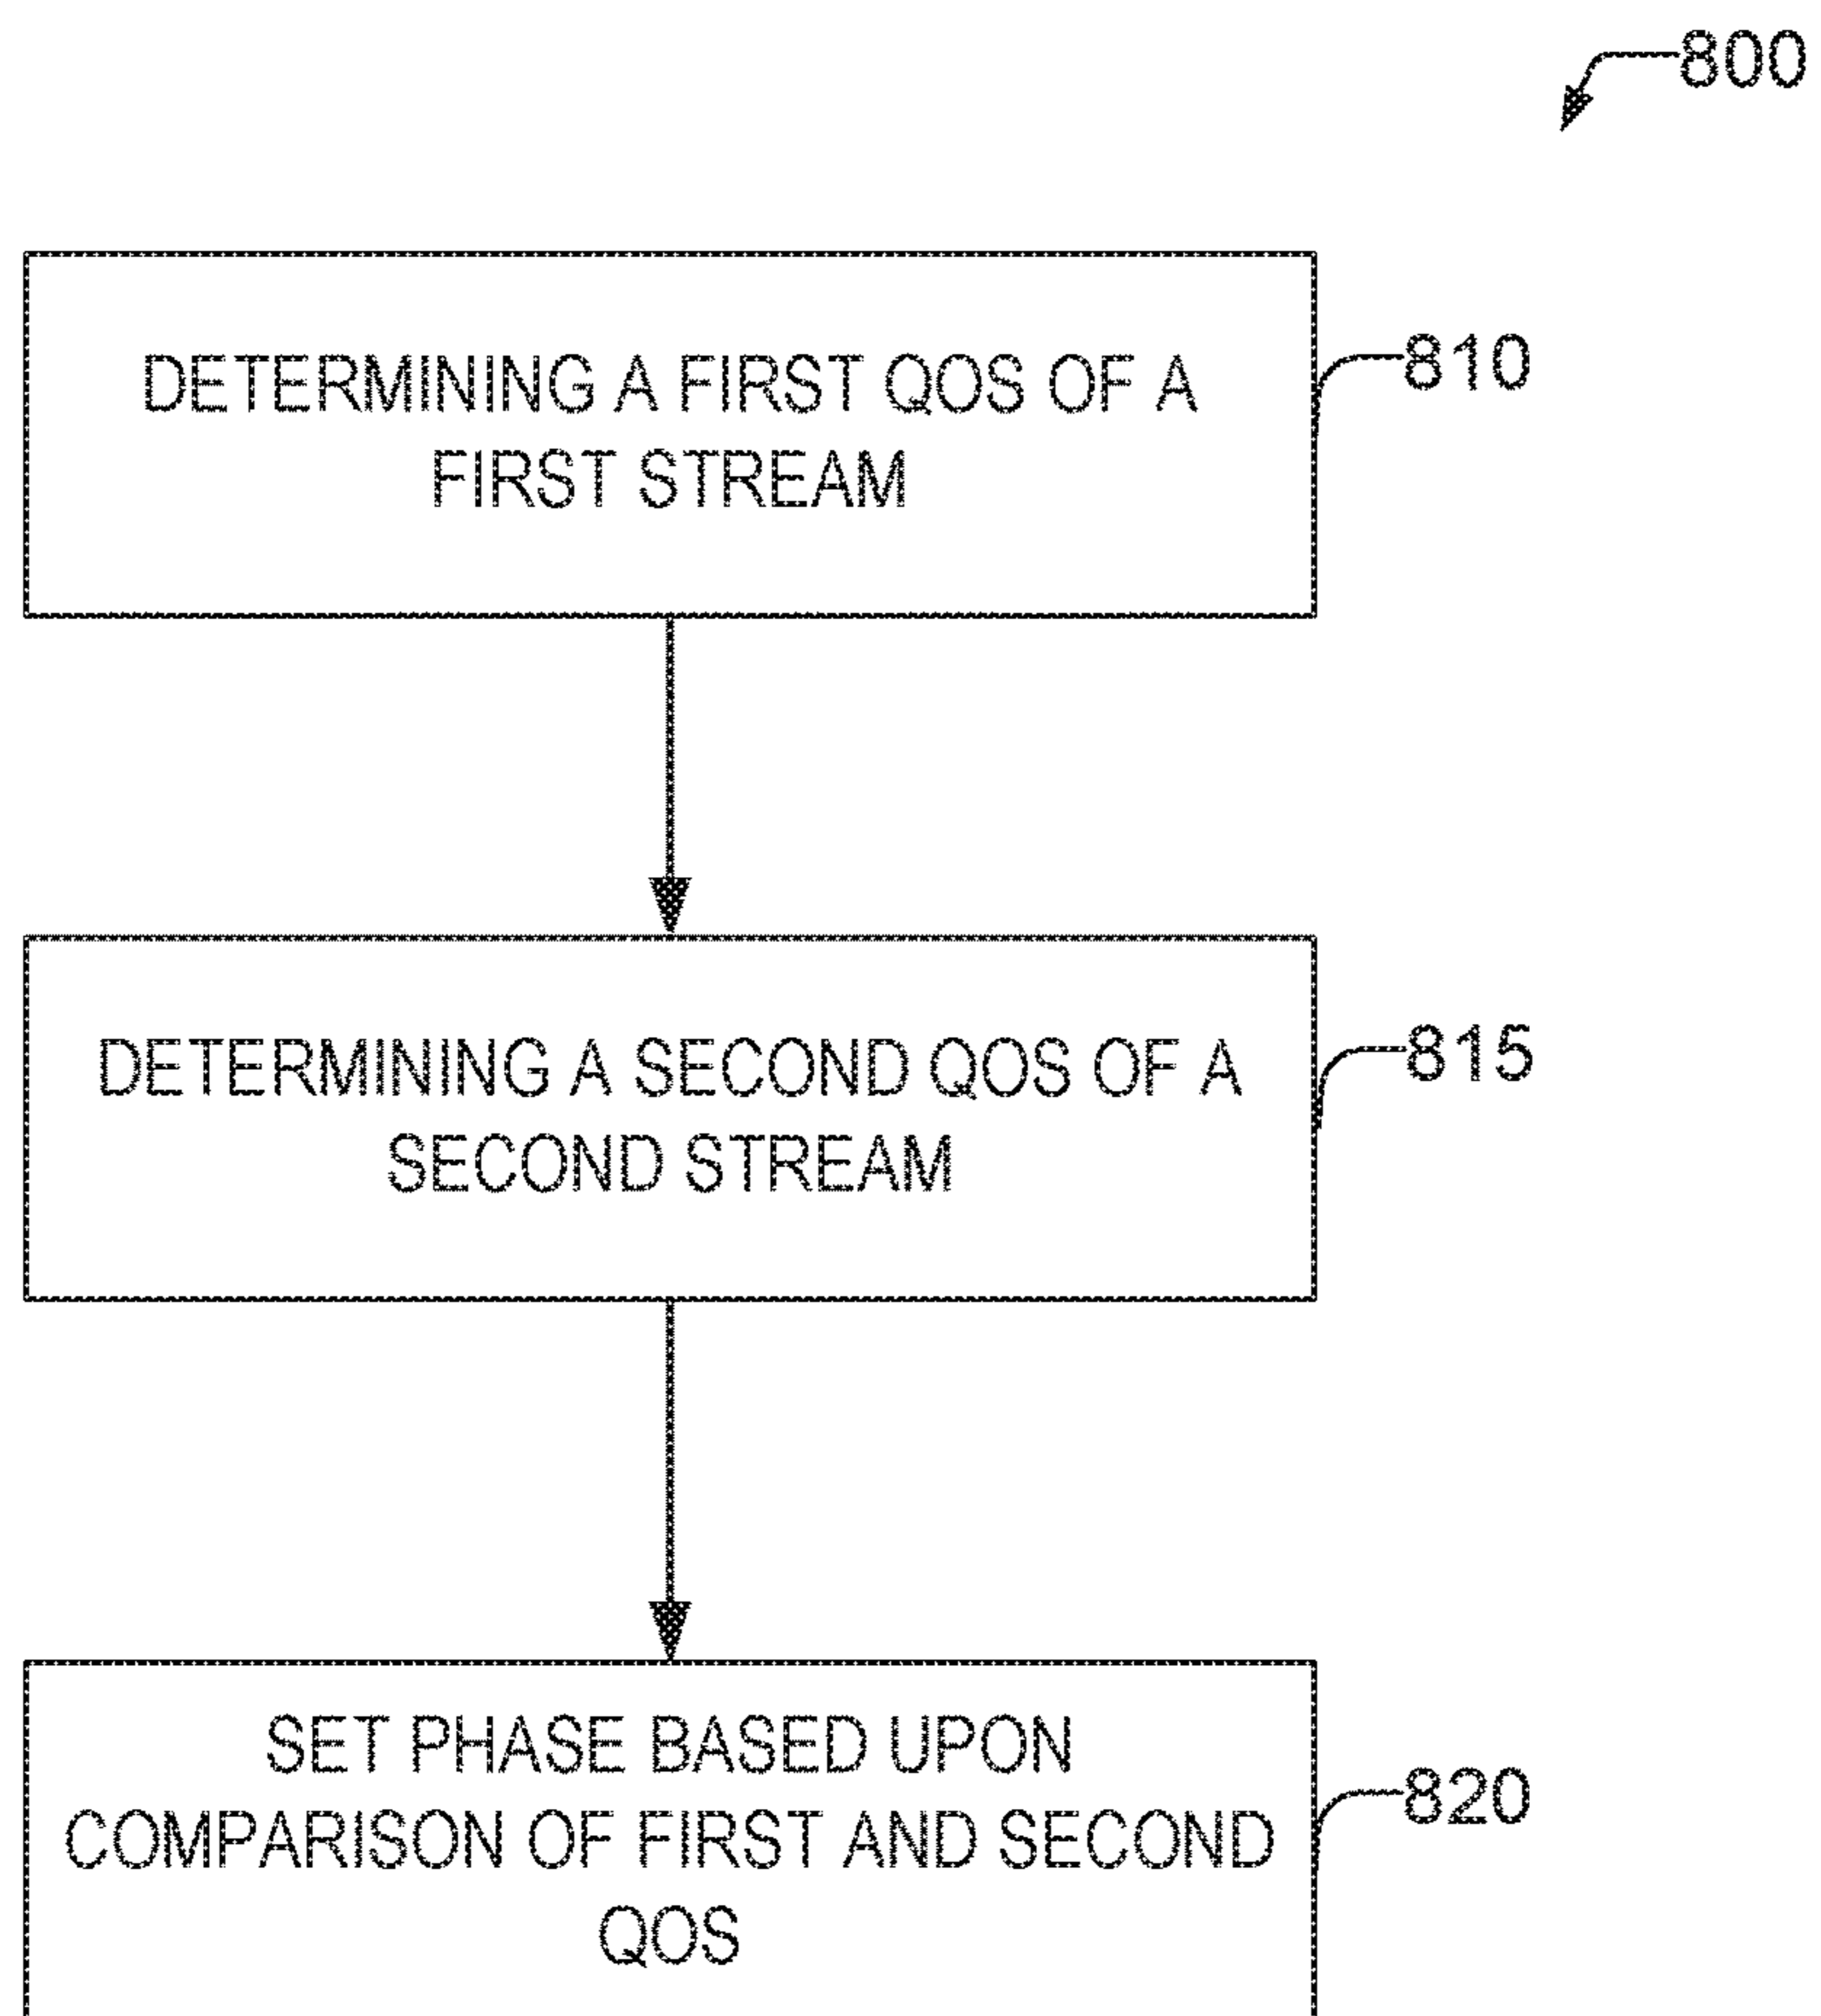 800
DETERMINING A FIRST QOS OF A
FIRST STREAM
810
DETERMINING A SECOND QOS OF A
SECOND STREAM
815
SET PHASE BASED UPON
COMPARISON OF FIRST AND SECOND
QOS
820